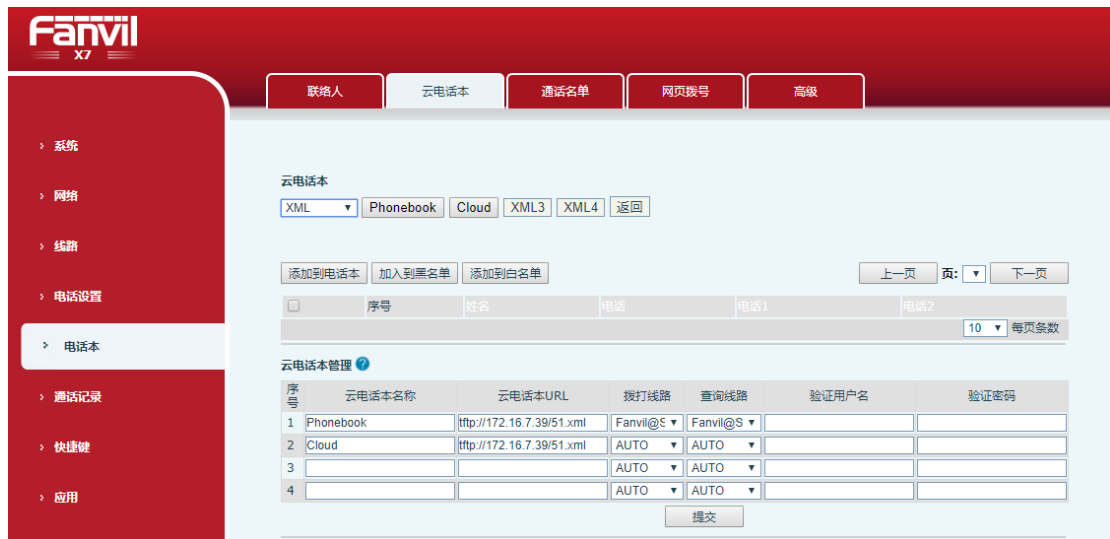 Fanvil
X7
联络人 云电话本 通话名单 网页拨号 高级
› 系统
› 网络
› 线路
› 电话设置
› 电话本
› 通话记录
› 快捷键
› 应用
云电话本
XML ▼ Phonebook Cloud XML3 XML4 返回
添加到电话本 加入到黑名单 添加到白名单 上一页 页: ▼ 下一页
序号 姓名 电话 电话1 电话2
10 ▼ 每页条数
云电话本管理 ?
序号 云电话本名称 云电话本URL 拨打线路 查询线路 验证用户名 验证密码
1 Phonebook tftp://172.16.7.39/51.xml Fanvil@S ▼ Fanvil@S ▼
2 Cloud tftp://172.16.7.39/51.xml AUTO ▼ AUTO ▼
3 AUTO ▼ AUTO ▼
4 AUTO ▼ AUTO ▼
提交